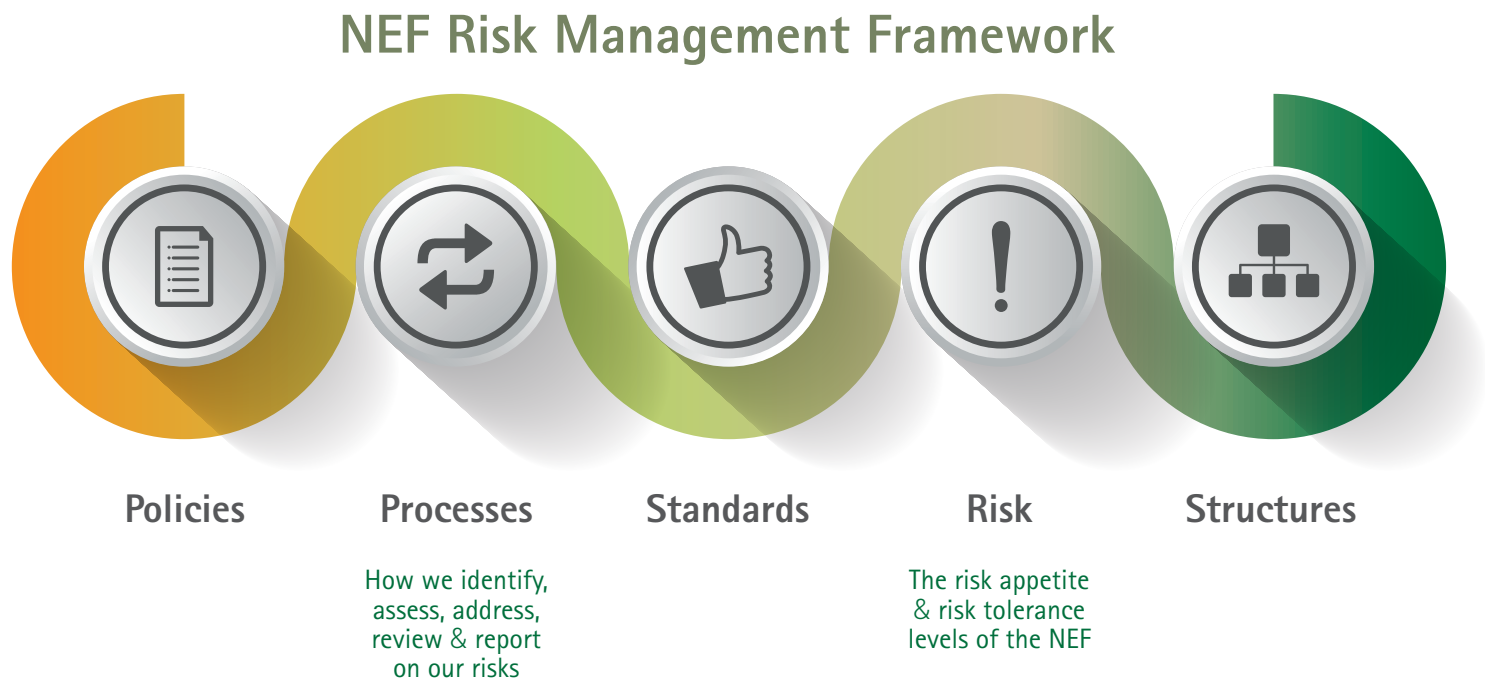 NEF Risk Management Framework
Policies
Processes
Standards
Risk
Structures
How we identify,
assess, address,
review & report
on our risks
The risk appetite
& risk tolerance
levels of the NEF